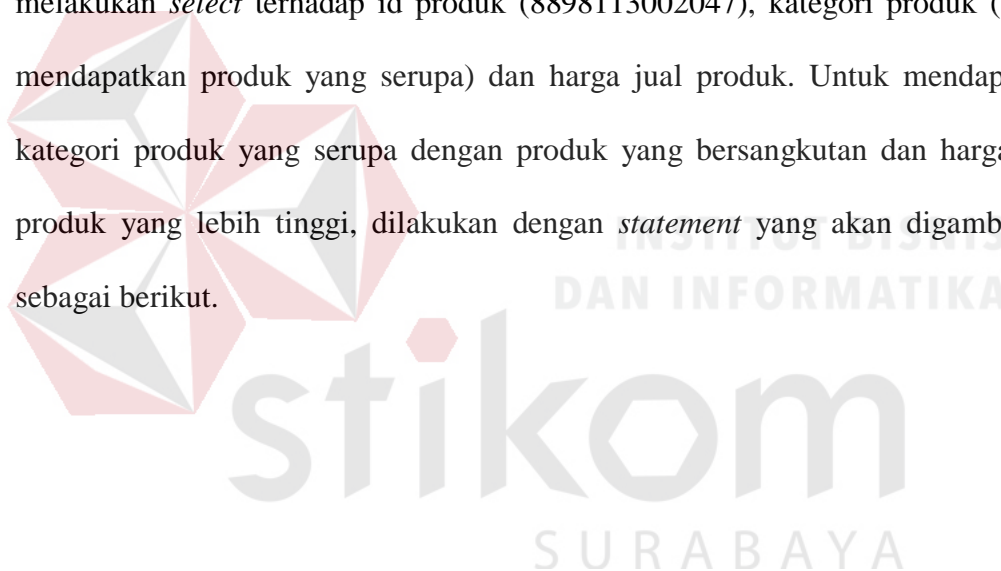 melakukan select terhadap id produk (8898113002047), kategori produk (
mendapatkan produk yang serupa) dan harga jual produk. Untuk mendap
kategori produk yang serupa dengan produk yang bersangkutan dan harga
produk yang lebih tinggi, dilakukan dengan statement yang akan digamb
sebagai berikut.
INSTITUT BISNIS
DAN INFORMATIKA
stikom
SURABAYA